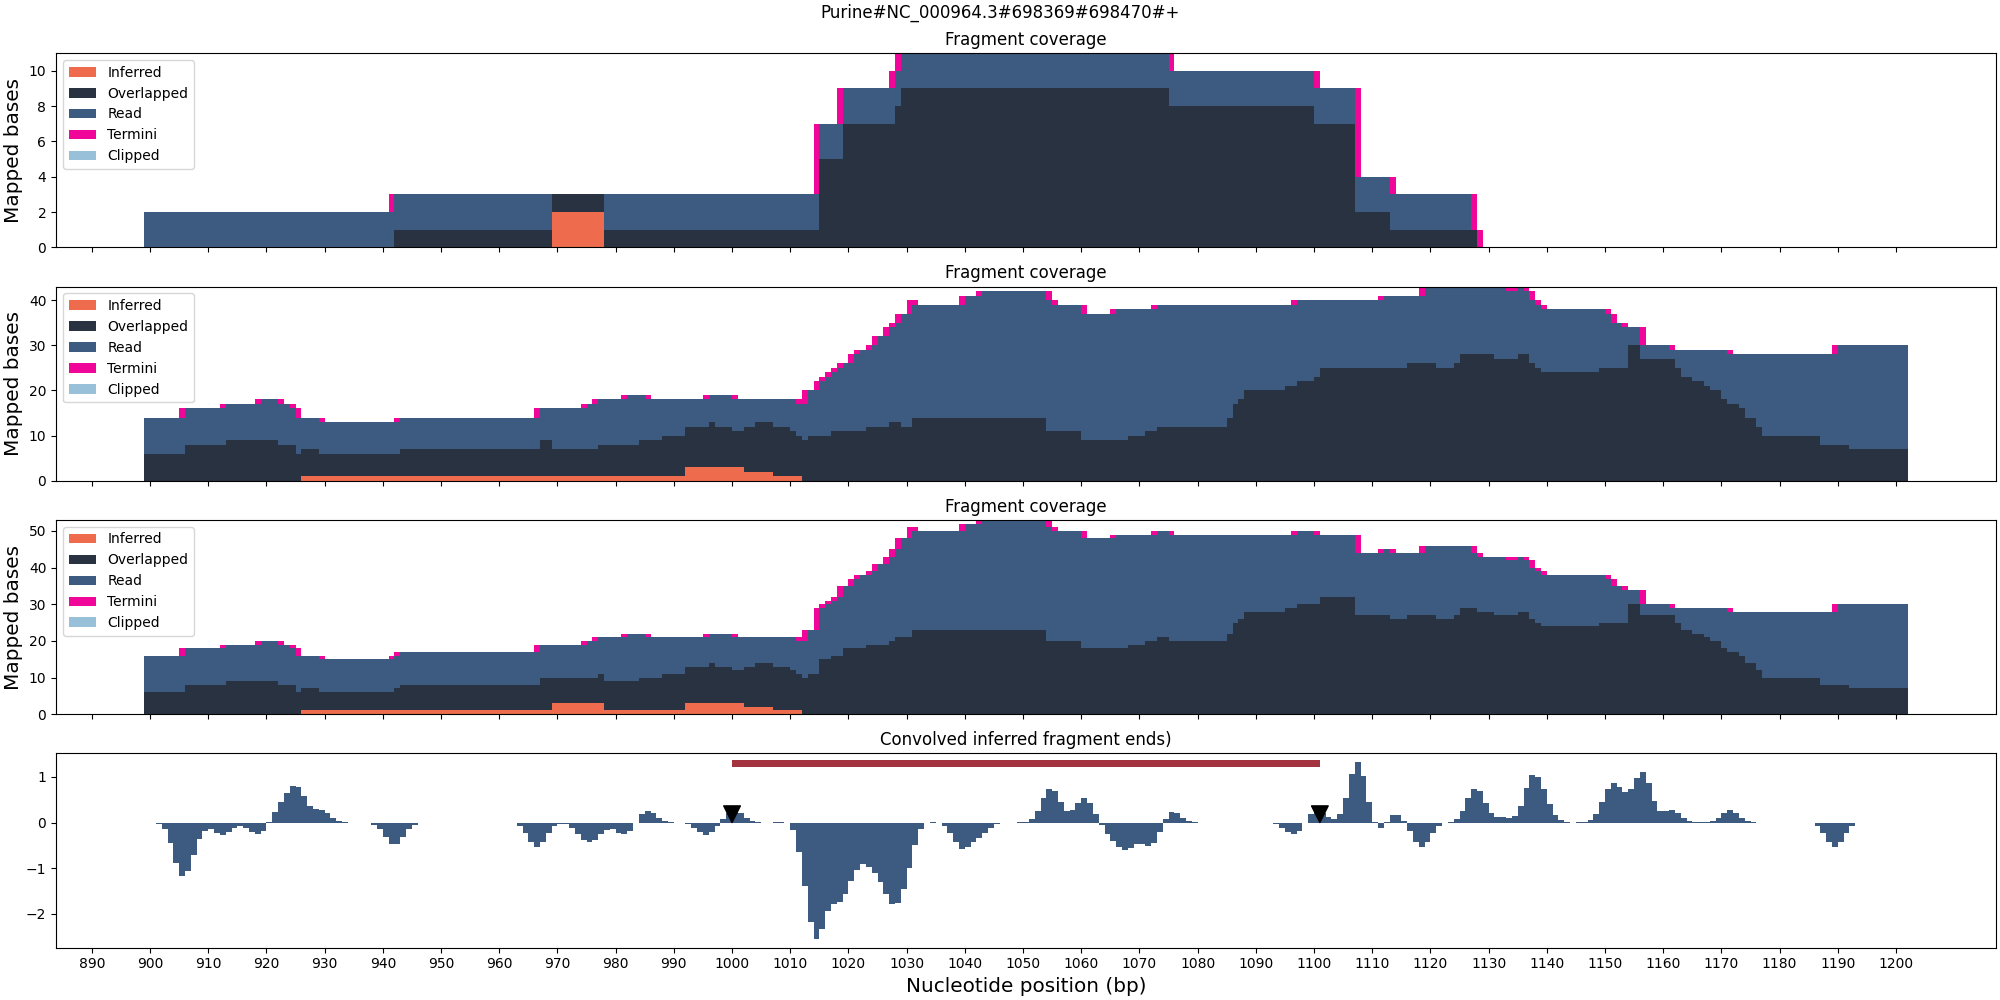 Purine#NC_000964.3#698369#698470#+
Fragment coverage
Mapped bases
10
8
6
4
2
0
Inferred
Overlapped
Read
Termini
Clipped
Fragment coverage
Mapped bases
40
30
20
10
0
Inferred
Overlapped
Read
Termini
Clipped
Fragment coverage
Mapped bases
50
40
30
20
10
0
Inferred
Overlapped
Read
Termini
Clipped
Convolved inferred fragment ends)
1
0
−1
−2
890 900 910 920 930 940 950 960 970 980 990 1000 1010 1020 1030 1040 1050 1060 1070 1080 1090 1100 1110 1120 1130 1140 1150 1160 1170 1180 1190 1200
Nucleotide position (bp)